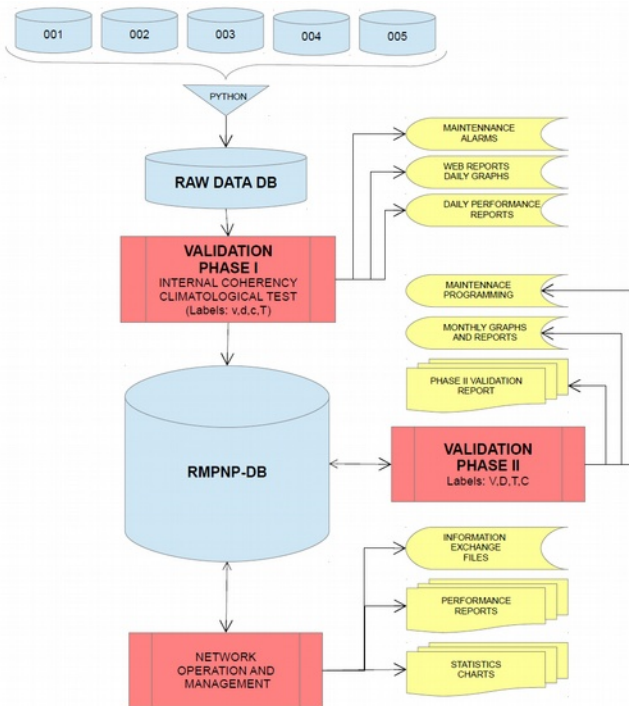 001
002
003
004
005
PYTHON
RAW DATA DB
MAINTENNANCE
ALARMS
WEB REPORTS
DAILY GRAPHS
DAILY PERFORMANCE
REPORTS
VALIDATION
PHASE I
INTERNAL COHERENCY
CLIMATOLOGICAL TEST
(Labels: v,d,c,T)
MAINTENNACE
PROGRAMMING
MONTHLY GRAPHS
AND REPORTS
PHASE II VALIDATION
REPORT
RMPNP-DB
VALIDATION
PHASE II
Labels: V,D,T,C
INFORMATION
EXCHANGE
FILES
PERFORMANCE
REPORTS
STATISTICS
CHARTS
NETWORK
OPERATION AND
MANAGEMENT